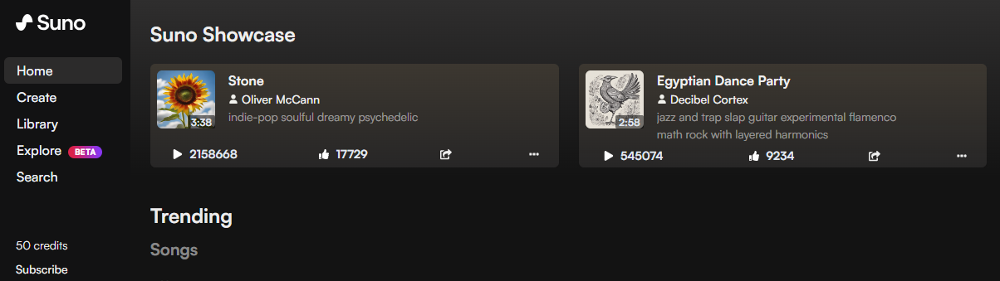 Suno
Home
Create
Library
Explore BETA
Search
50 credits
Subscribe
Suno Showcase
Stone
Oliver McCann
indie-pop soulful dreamy psychedelic
3:38
2158668
17729
Egyptian Dance Party
Decibel Cortex
jazz and trap slap guitar experimental flamenco
math rock with layered harmonics
2:58
545074
9234
Trending
Songs